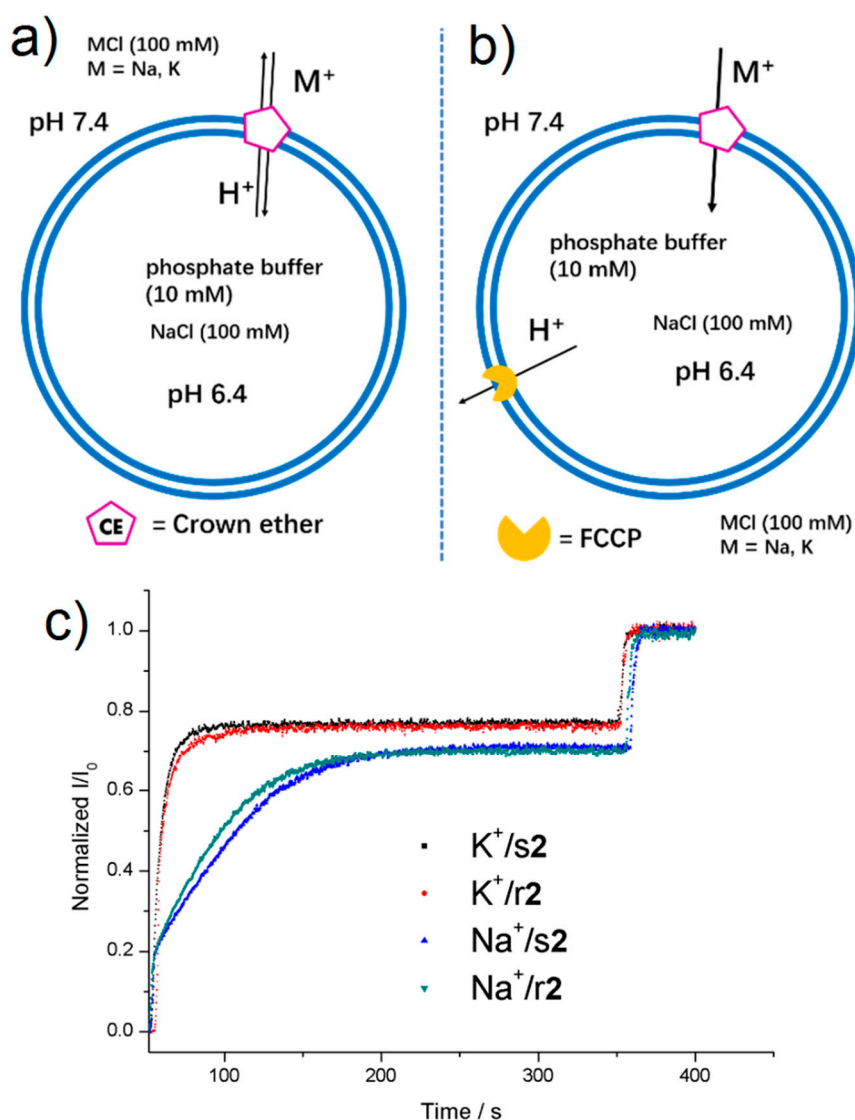 a)
MCl (100 mM)
M = Na, K
pH 7.4
M⁺
H⁺
phosphate buffer
(10 mM)
NaCl (100 mM)
pH 6.4
CE = Crown ether
b)
pH 7.4
M⁺
phosphate buffer
(10 mM)
H⁺
NaCl (100 mM)
pH 6.4
= FCCP
MCl (100 mM)
M = Na, K
c)
Normalized I/I₀
1.0
0.8
0.6
0.4
0.2
0.0
K⁺/s2
K⁺/r2
Na⁺/s2
Na⁺/r2
100
200
300
400
Time / s